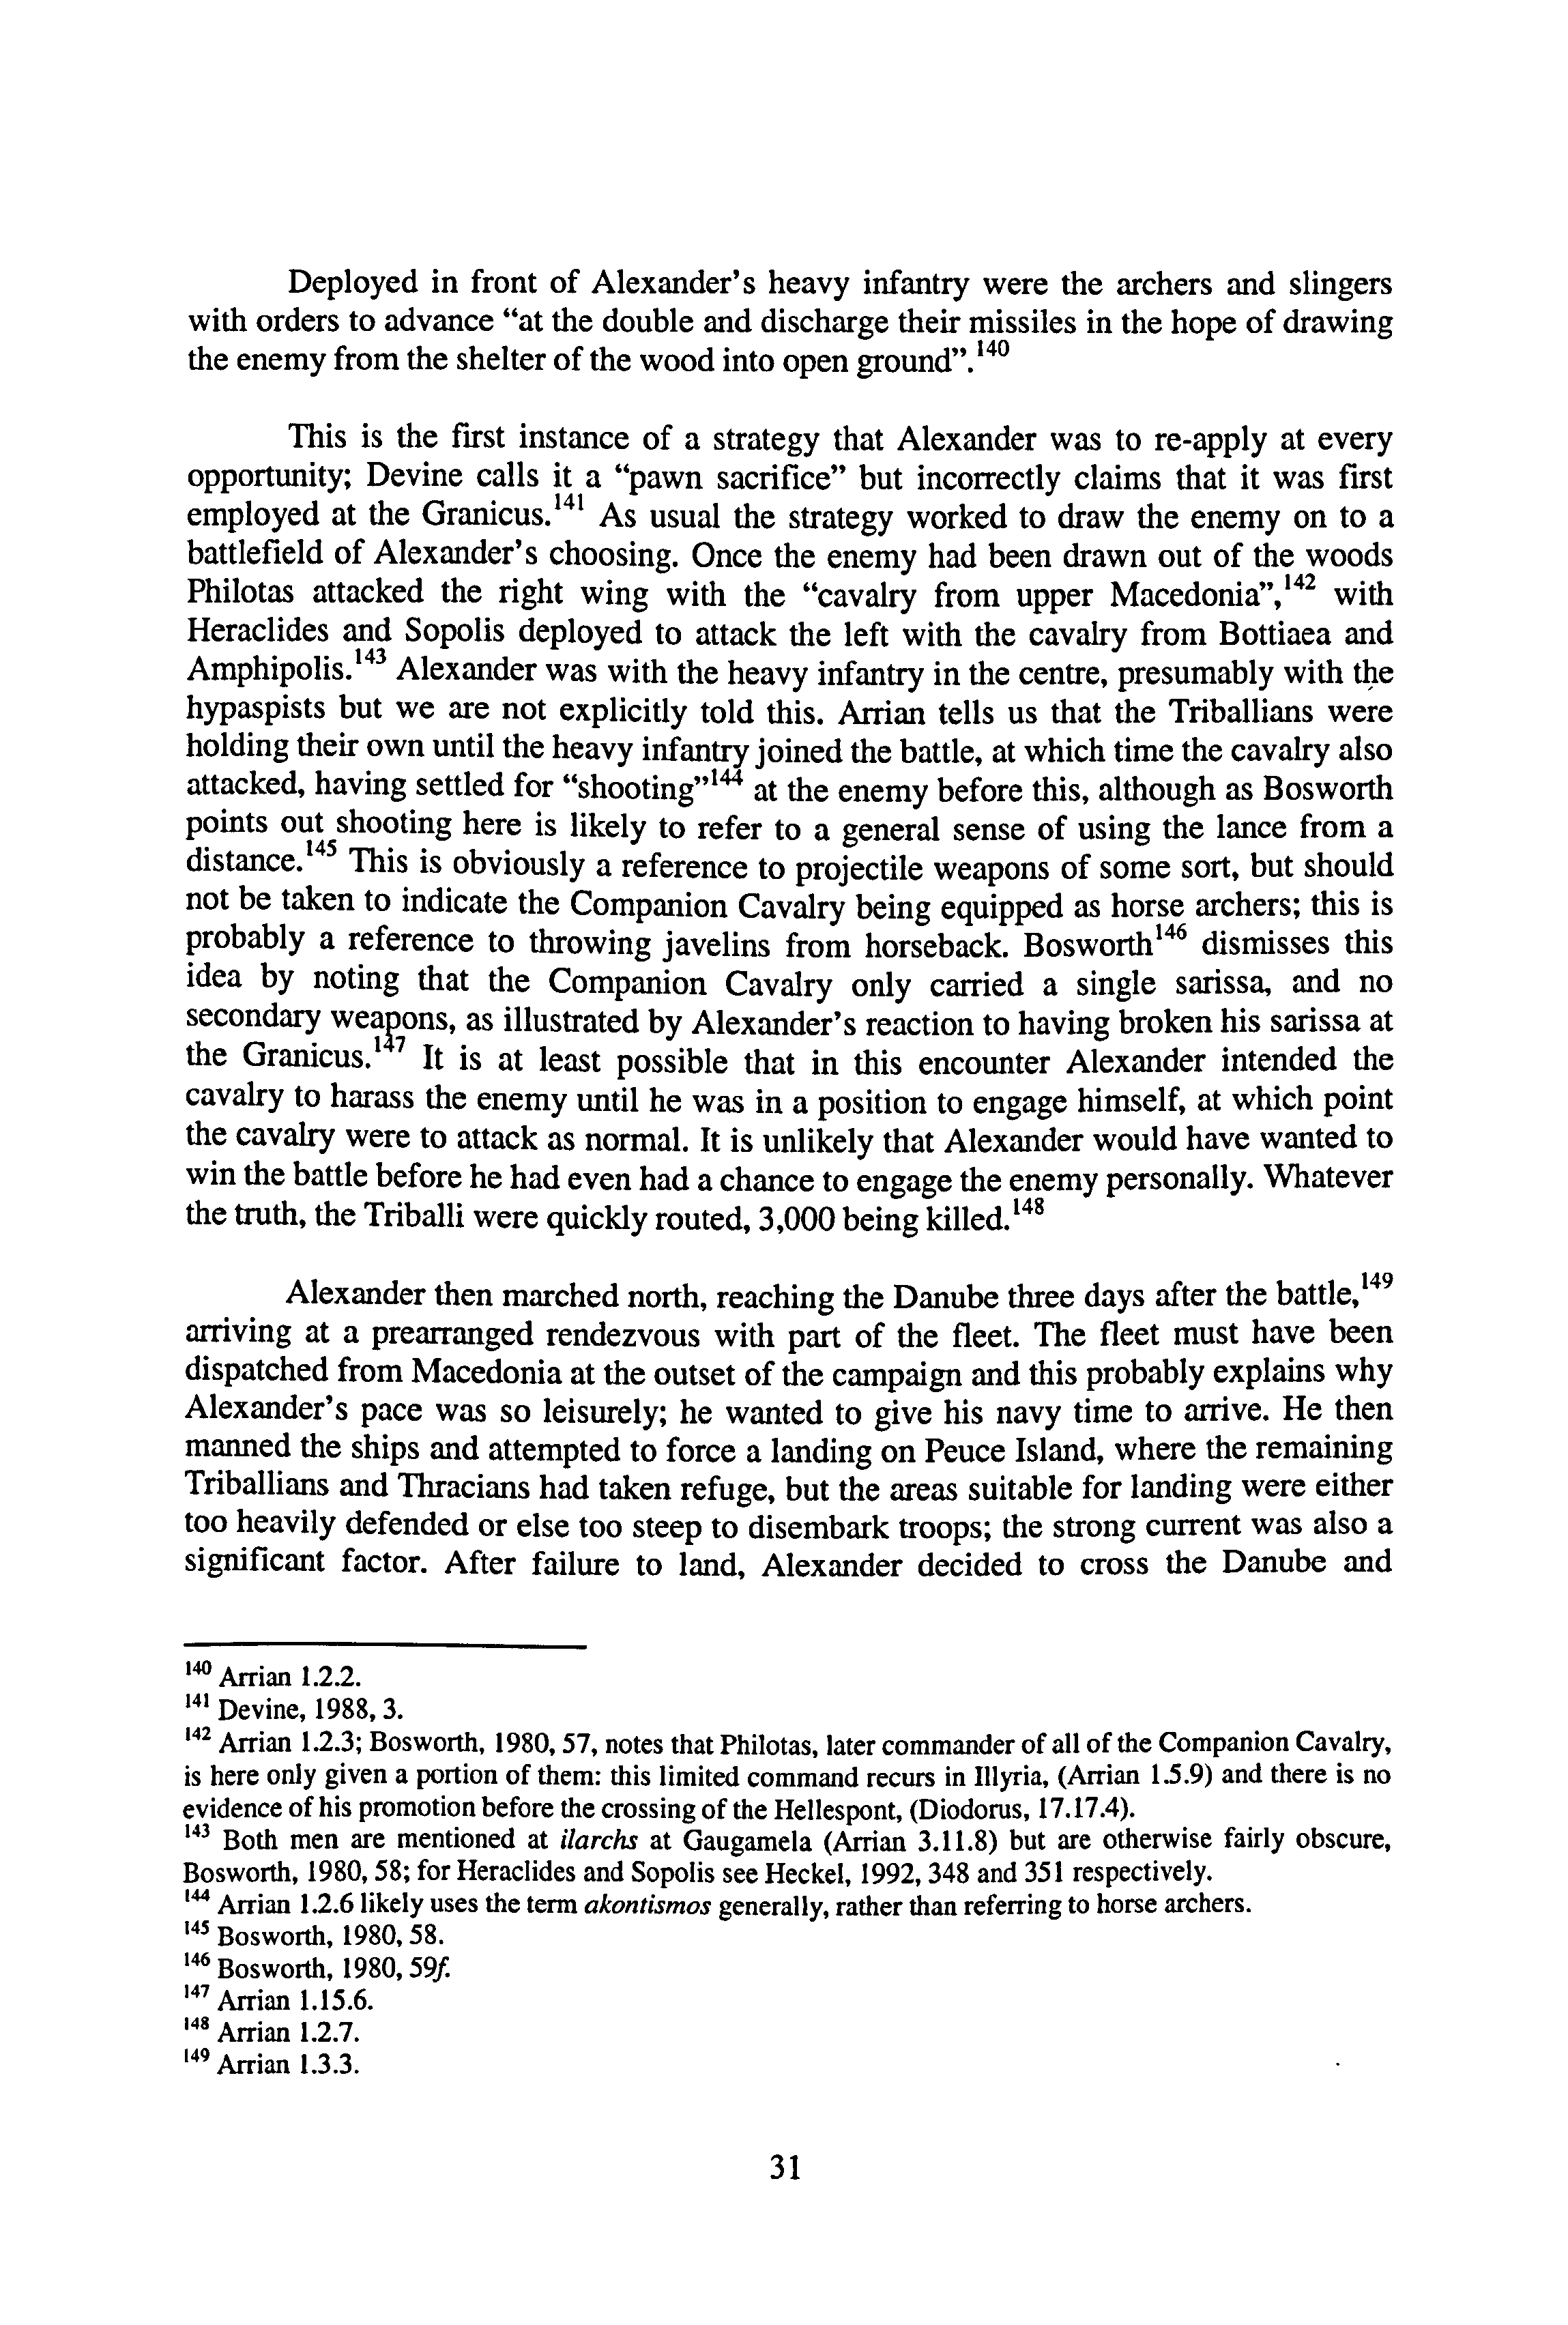 Deployed in front of Alexander's heavy infantry were the archers and slingers
with orders to advance “at the double and discharge their missiles in the hope of drawing
the enemy from the shelter of the wood into open ground”.¹⁴⁰
This is the first instance of a strategy that Alexander was to re-apply at every
opportunity; Devine calls it a “pawn sacrifice” but incorrectly claims that it was first
employed at the Granicus.¹⁴¹ As usual the strategy worked to draw the enemy on to a
battlefield of Alexander's choosing. Once the enemy had been drawn out of the woods
Philotas attacked the right wing with the “cavalry from upper Macedonia”,¹⁴² with
Heraclides and Sopolis deployed to attack the left with the cavalry from Bottiaea and
Amphipolis.¹⁴³ Alexander was with the heavy infantry in the centre, presumably with the
hypaspists but we are not explicitly told this. Arrian tells us that the Triballians were
holding their own until the heavy infantry joined the battle, at which time the cavalry also
attacked, having settled for “shooting”¹⁴⁴ at the enemy before this, although as Bosworth
points out shooting here is likely to refer to a general sense of using the lance from a
distance.¹⁴⁵ This is obviously a reference to projectile weapons of some sort, but should
not be taken to indicate the Companion Cavalry being equipped as horse archers; this is
probably a reference to throwing javelins from horseback. Bosworth¹⁴⁶ dismisses this
idea by noting that the Companion Cavalry only carried a single sarissa, and no
secondary weapons, as illustrated by Alexander's reaction to having broken his sarissa at
the Granicus.¹⁴⁷ It is at least possible that in this encounter Alexander intended the
cavalry to harass the enemy until he was in a position to engage himself, at which point
the cavalry were to attack as normal. It is unlikely that Alexander would have wanted to
win the battle before he had even had a chance to engage the enemy personally. Whatever
the truth, the Triballi were quickly routed, 3,000 being killed.¹⁴⁸
Alexander then marched north, reaching the Danube three days after the battle,¹⁴⁹
arriving at a prearranged rendezvous with part of the fleet. The fleet must have been
dispatched from Macedonia at the outset of the campaign and this probably explains why
Alexander's pace was so leisurely; he wanted to give his navy time to arrive. He then
manned the ships and attempted to force a landing on Peuce Island, where the remaining
Triballians and Thracians had taken refuge, but the areas suitable for landing were either
too heavily defended or else too steep to disembark troops; the strong current was also a
significant factor. After failure to land, Alexander decided to cross the Danube and
¹⁴⁰ Arrian 1.2.2.
¹⁴¹ Devine, 1988, 3.
¹⁴² Arrian 1.2.3; Bosworth, 1980, 57, notes that Philotas, later commander of all of the Companion Cavalry,
is here only given a portion of them: this limited command recurs in Illyria, (Arrian 1.5.9) and there is no
evidence of his promotion before the crossing of the Hellespont, (Diodorus, 17.17.4).
¹⁴³ Both men are mentioned at ilarchs at Gaugamela (Arrian 3.11.8) but are otherwise fairly obscure,
Bosworth, 1980, 58; for Heraclides and Sopolis see Heckel, 1992, 348 and 351 respectively.
¹⁴⁴ Arrian 1.2.6 likely uses the term akontismos generally, rather than referring to horse archers.
¹⁴⁵ Bosworth, 1980, 58.
¹⁴⁶ Bosworth, 1980, 59f.
¹⁴⁷ Arrian 1.15.6.
¹⁴⁸ Arrian 1.2.7.
¹⁴⁹ Arrian 1.3.3.
31